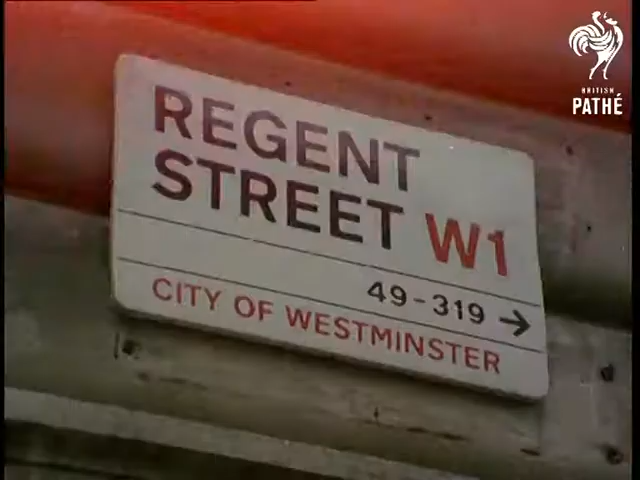 BRITISH
PATHÉ
REGENT
STREET W1
49-319 →
CITY OF WESTMINSTER